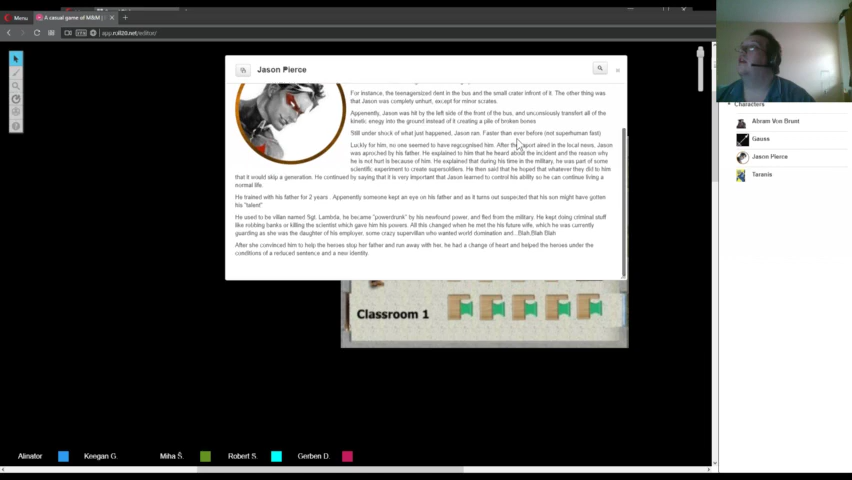 Menu
A casual game of M&M
app.roll20.net/editor/
Jason Pierce
For instance, the teenagersized dent in the bus and the small crater infront of it. The other thing was
that Jason was completely unhurt, except for minor scrates.
Appenently, Jason was hit by the left side of the front of the bus, and unconsiously transfert all of the
kinetic enegy into the ground instead of it creating a pile of broken bones
Still under shock of what just happened, Jason ran. Faster than ever before (not superhuman fast)
Luckly for him, no one seemed to have regcognised him. After the report aired in the local news, Jason
was aproched by his father. He explained to him that he heard about the incident and the reason why
he is not hurt is because of him. He explained that during his time in the military, he was part of some
scientific experiment to create supersoldiers. He then said that he hoped that whatever they did to him
that it would skip a generation. He continued by saying that it is very important that Jason learned to control his ability so he can continue living a
normal life.
He trained with his father for 2 years . Appenently someone kept an eye on his father and as it turns out suspected that his son might have gotten
his "talent"
He used to be villan named Sgt. Lambda, he became "powerdrunk" by his newfound power, and fled from the military. He kept doing criminal stuff
like robbing banks or killing the scientist which gave him his powers. All this changed when he met the his future wife, which he was currently
guarding as she was the daughter of his employer, some crazy supervillan who wanted world domination and...Blah,Blah Blah
After she convinced him to help the heroes stop her father and run away with her, he had a change of heart and helped the heroes under the
conditions of a reduced sentence and a new identity.
Classroom 1
Characters
Abram Von Brunt
Gauss
Jason Pierce
Taranis
Alinator
Keegan G.
Miha Š.
Robert S.
Gerben D.